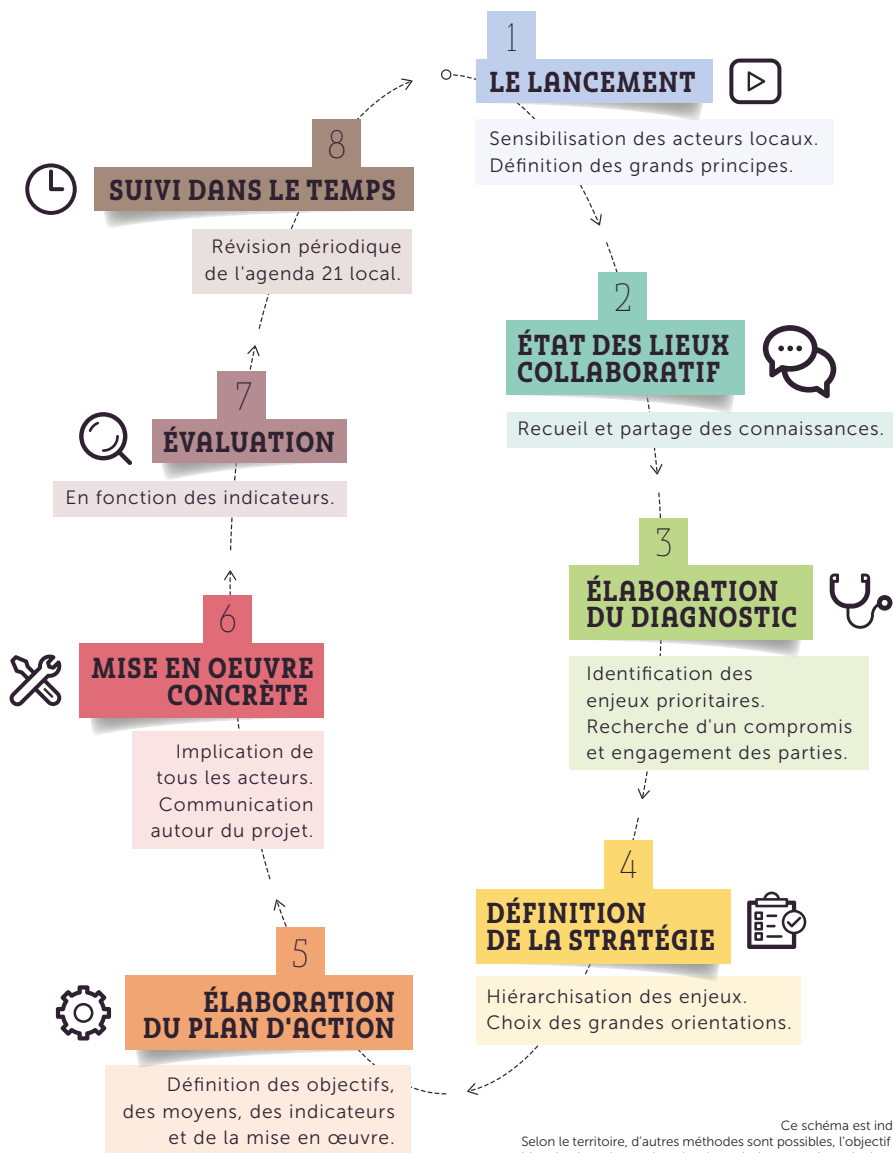 1
LE LANCEMENT
Sensibilisation des acteurs locaux.
Définition des grands principes.
2
ÉTAT DES LIEUX
COLLABORATIF
Recueil et partage des connaissances.
3
ÉLABORATION
DU DIAGNOSTIC
Identification des
enjeux prioritaires.
Recherche d'un compromis
et engagement des parties.
4
DÉFINITION
DE LA STRATÉGIE
Hiérarchisation des enjeux.
Choix des grandes orientations.
5
ÉLABORATION
DU PLAN D'ACTION
Définition des objectifs,
des moyens, des indicateurs
et de la mise en œuvre.
6
MISE EN OEUVRE
CONCRÈTE
Implication de
tous les acteurs.
Communication
autour du projet.
7
ÉVALUATION
En fonction des indicateurs.
8
SUIVI DANS LE TEMPS
Révision périodique
de l'agenda 21 local.
Ce schéma est ind
Selon le territoire, d'autres méthodes sont possibles, l'objectif